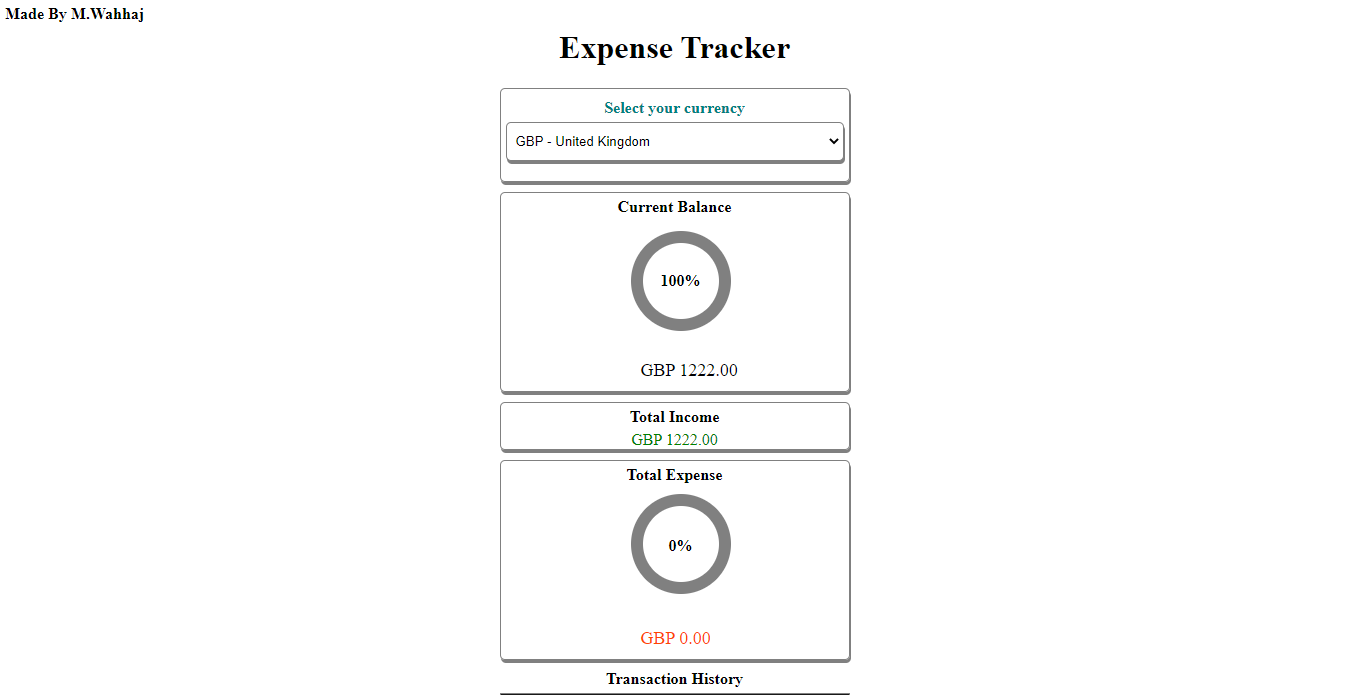 Made By M.Wahhaj
Expense Tracker
Select your currency
GBP - United Kingdom
Current Balance
100%
GBP 1222.00
Total Income
GBP 1222.00
Total Expense
0%
GBP 0.00
Transaction History